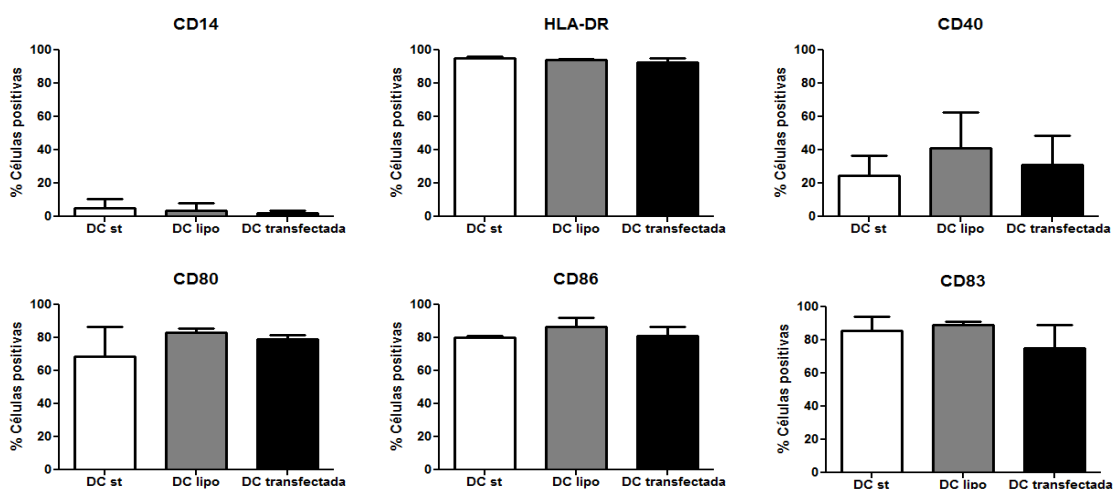 CD14
% Células positivas
100
80
60
40
20
0
DC st DC lipo DC transfectada
HLA-DR
% Células positivas
100
80
60
40
20
0
DC st DC lipo DC transfectada
CD40
% Células positivas
100
80
60
40
20
0
DC st DC lipo DC transfectada
CD80
% Células positivas
100
80
60
40
20
0
DC st DC lipo DC transfectada
CD86
% Células positivas
100
80
60
40
20
0
DC st DC lipo DC transfectada
CD83
% Células positivas
100
80
60
40
20
0
DC st DC lipo DC transfectada